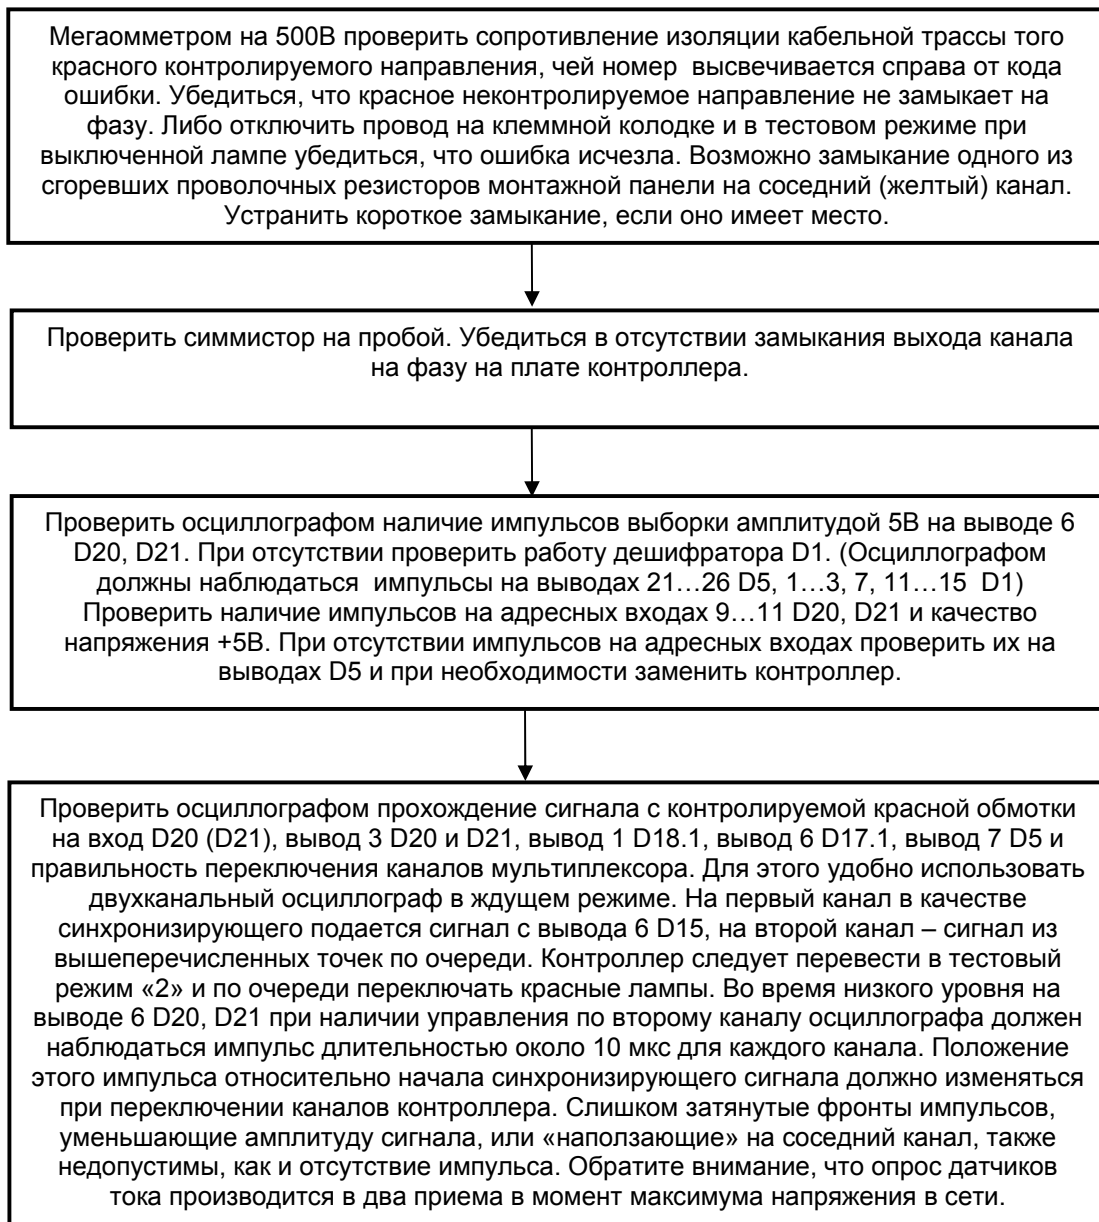 Мегаомметром на 500В проверить сопротивление изоляции кабельной трассы того
красного контролируемого направления, чей номер высвечивается справа от кода
ошибки. Убедиться, что красное неконтролируемое направление не замыкает на
фазу. Либо отключить провод на клеммной колодке и в тестовом режиме при
выключенной лампе убедиться, что ошибка исчезла. Возможно замыкание одного из
сгоревших проволочных резисторов монтажной панели на соседний (желтый) канал.
Устранить короткое замыкание, если оно имеет место.
Проверить симмистор на пробой. Убедиться в отсутствии замыкания выхода канала
на фазу на плате контроллера.
Проверить осциллографом наличие импульсов выборки амплитудой 5В на выводе 6
D20, D21. При отсутствии проверить работу дешифратора D1. (Осциллографом
должны наблюдаться импульсы на выводах 21…26 D5, 1…3, 7, 11…15 D1)
Проверить наличие импульсов на адресных входах 9…11 D20, D21 и качество
напряжения +5В. При отсутствии импульсов на адресных входах проверить их на
выводах D5 и при необходимости заменить контроллер.
Проверить осциллографом прохождение сигнала с контролируемой красной обмотки
на вход D20 (D21), вывод 3 D20 и D21, вывод 1 D18.1, вывод 6 D17.1, вывод 7 D5 и
правильность переключения каналов мультиплексора. Для этого удобно использовать
двухканальный осциллограф в ждущем режиме. На первый канал в качестве
синхронизирующего подается сигнал с вывода 6 D15, на второй канал – сигнал из
вышеперечисленных точек по очереди. Контроллер следует перевести в тестовый
режим «2» и по очереди переключать красные лампы. Во время низкого уровня на
выводе 6 D20, D21 при наличии управления по второму каналу осциллографа должен
наблюдаться импульс длительностью около 10 мкс для каждого канала. Положение
этого импульса относительно начала синхронизирующего сигнала должно изменяться
при переключении каналов контроллера. Слишком затянутые фронты импульсов,
уменьшающие амплитуду сигнала, или «наползающие» на соседний канал, также
недопустимы, как и отсутствие импульса. Обратите внимание, что опрос датчиков
тока производится в два приема в момент максимума напряжения в сети.